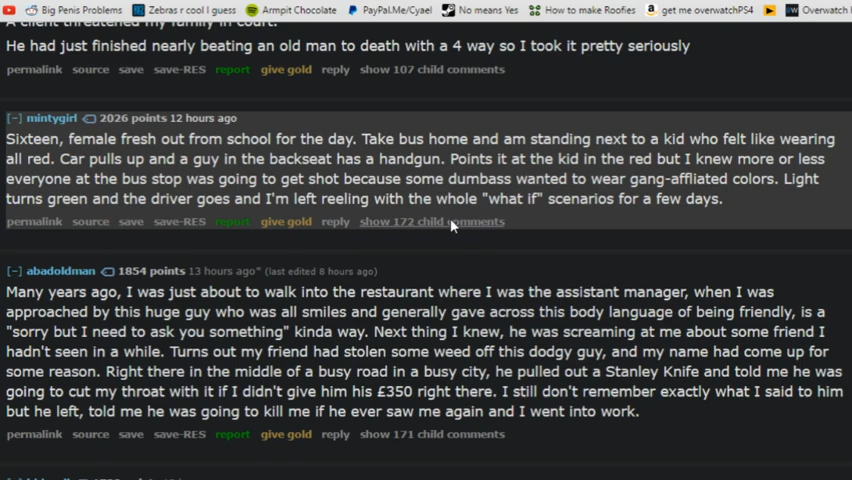 Big Penis Problems Zebras r cool I guess Armpit Chocolate PayPal.Me/Cyael No means Yes How to make Roofies get me overwatchPS4 Overwatch
A client threatened my family in court.
He had just finished nearly beating an old man to death with a 4 way so I took it pretty seriously
permalink source save save-RES report give gold reply show 107 child comments
[-] mintygirl 2026 points 12 hours ago
Sixteen, female fresh out from school for the day. Take bus home and am standing next to a kid who felt like wearing
all red. Car pulls up and a guy in the backseat has a handgun. Points it at the kid in the red but I knew more or less
everyone at the bus stop was going to get shot because some dumbass wanted to wear gang-affliated colors. Light
turns green and the driver goes and I'm left reeling with the whole "what if" scenarios for a few days.
permalink source save save-RES report give gold reply show 172 child comments
[-] abadoldman 1854 points 13 hours ago* (last edited 8 hours ago)
Many years ago, I was just about to walk into the restaurant where I was the assistant manager, when I was
approached by this huge guy who was all smiles and generally gave across this body language of being friendly, is a
"sorry but I need to ask you something" kinda way. Next thing I knew, he was screaming at me about some friend I
hadn't seen in a while. Turns out my friend had stolen some weed off this dodgy guy, and my name had come up for
some reason. Right there in the middle of a busy road in a busy city, he pulled out a Stanley Knife and told me he was
going to cut my throat with it if I didn't give him his £350 right there. I still don't remember exactly what I said to him
but he left, told me he was going to kill me if he ever saw me again and I went into work.
permalink source save save-RES report give gold reply show 171 child comments